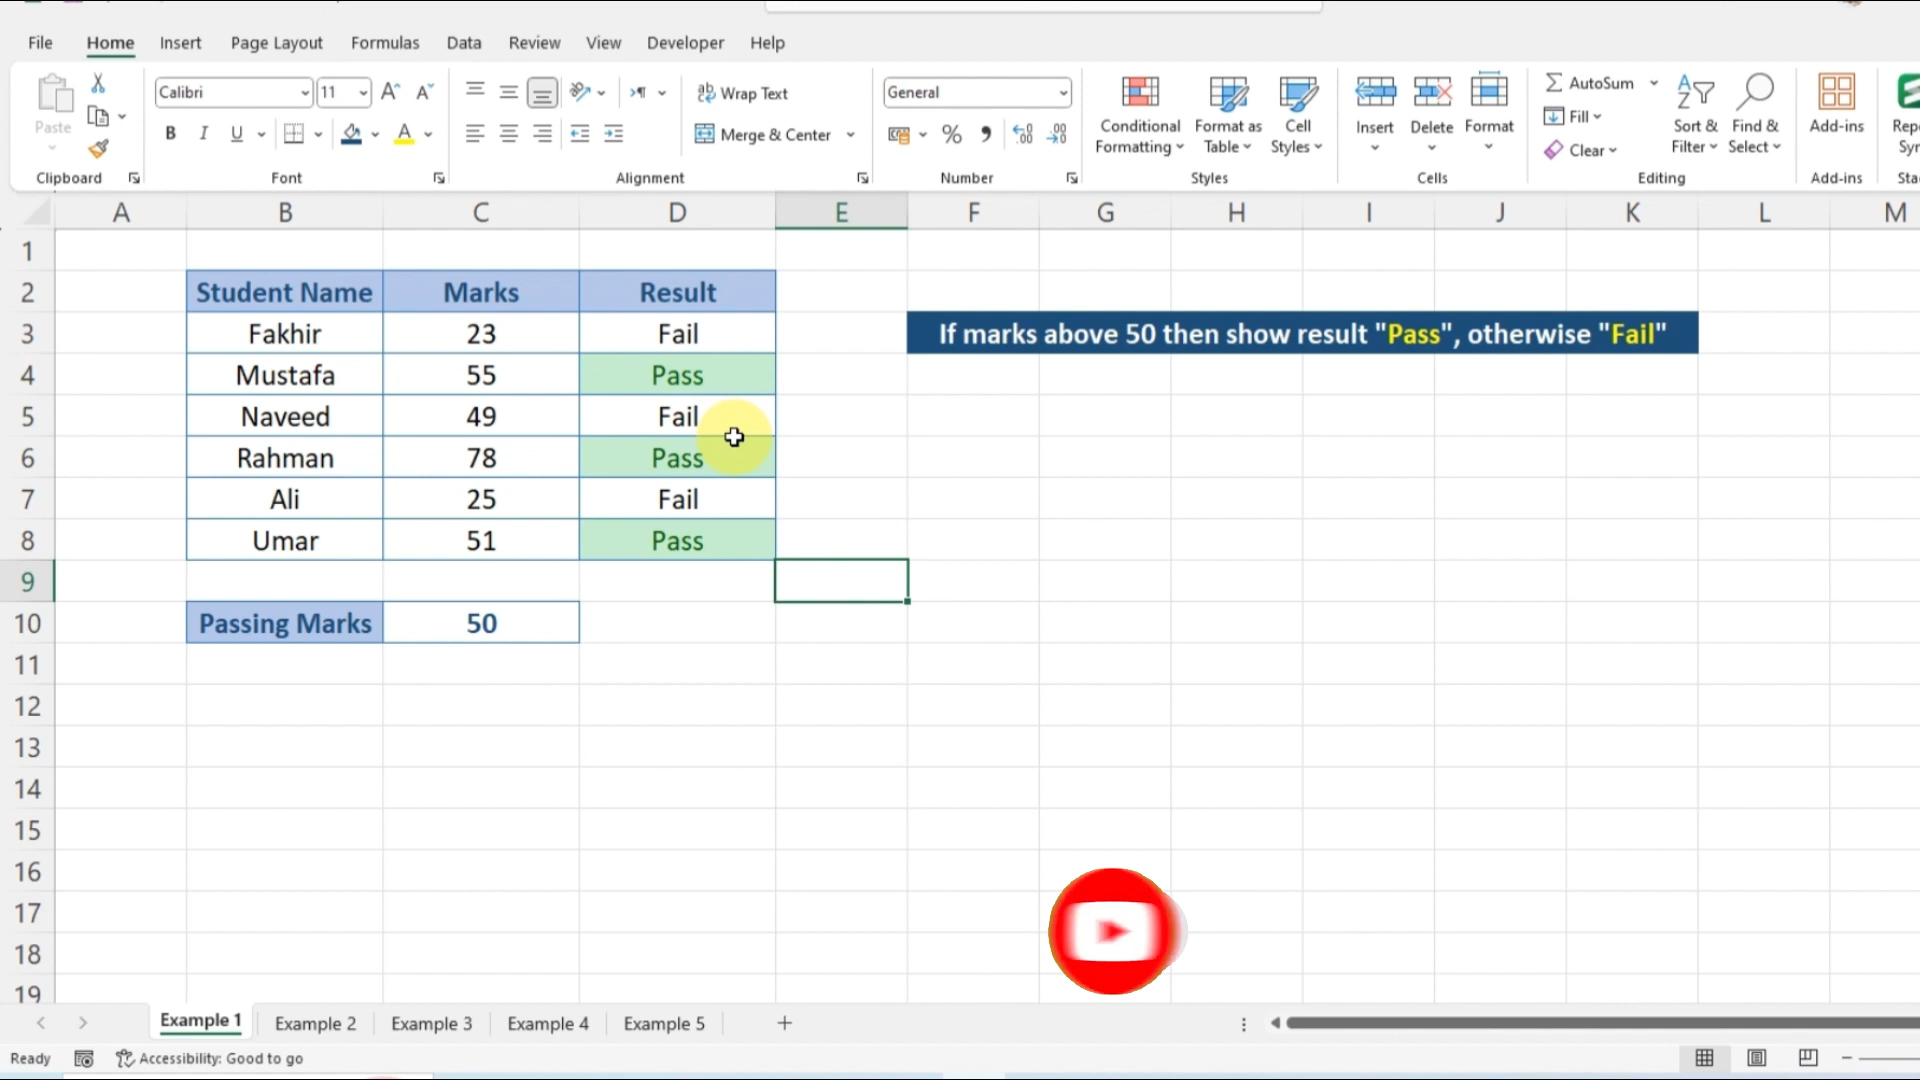 File Home Insert Page Layout Formulas Data Review View Developer Help
Paste
Calibri 11 A A
B I U A
Wrap Text
Merge & Center
General
% 9
Conditional Formatting
Format as Table
Cell Styles
Insert Delete Format
AutoSum
Fill
Clear
Sort & Filter
Find & Select
Add-ins
Clipboard Font Alignment Number Styles Cells Editing Add-ins
A B C D E F G H I J K L M
1
2 Student Name Marks Result
3 Fakhir 23 Fail If marks above 50 then show result "Pass", otherwise "Fail"
4 Mustafa 55 Pass
5 Naveed 49 Fail
6 Rahman 78 Pass
7 Ali 25 Fail
8 Umar 51 Pass
9
10 Passing Marks 50
11
12
13
14
15
16
17
18
19
Example 1 Example 2 Example 3 Example 4 Example 5 +
Ready Accessibility: Good to go